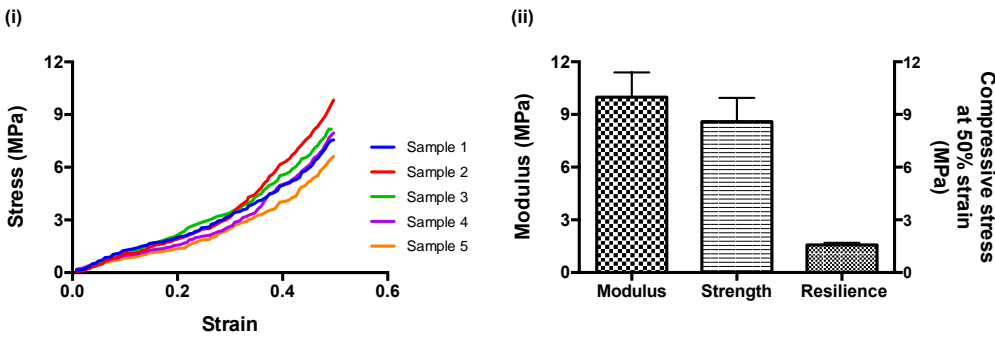 (i)
Stress (MPa)
12
9
6
3
0
0.0
0.2
0.4
0.6
Strain
Sample 1
Sample 2
Sample 3
Sample 4
Sample 5
(ii)
Modulus (MPa)
12
9
6
3
0
Modulus
Strength
Resilience
12
9
6
3
0
Compressive stress
at 50% strain
(MPa)